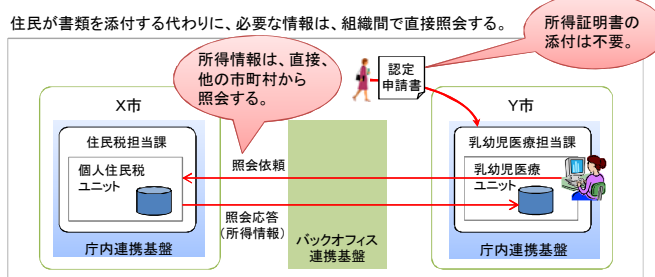 住民が書類を添付する代わりに、必要な情報は、組織間で直接照会する。
所得証明書の
添付は不要。
所得情報は、直接、
他の市町村から
照会する。
認定
申請書
X市
Y市
住民税担当課
個人住民税
ユニット
庁内連携基盤
照会依頼
照会応答
(所得情報)
バックオフィス
連携基盤
乳幼児医療担当課
乳幼児医療
ユニット
庁内連携基盤